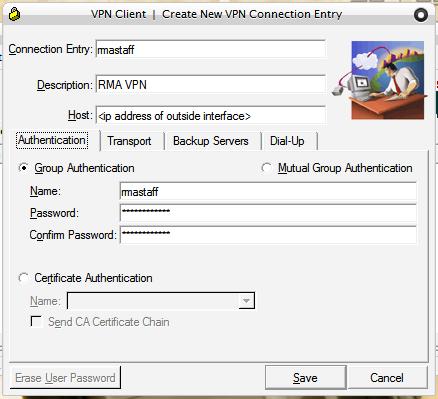 VPN Client | Create New VPN Connection Entry
Connection Entry: rmastaff
Description: RMA VPN
Host: <ip address of outside interface>
Authentication Transport Backup Servers Dial-Up
Group Authentication Mutual Group Authentication
Name: rmastaff
Password: ************
Confirm Password: ************
Certificate Authentication
Name:
Send CA Certificate Chain
Erase User Password Save Cancel